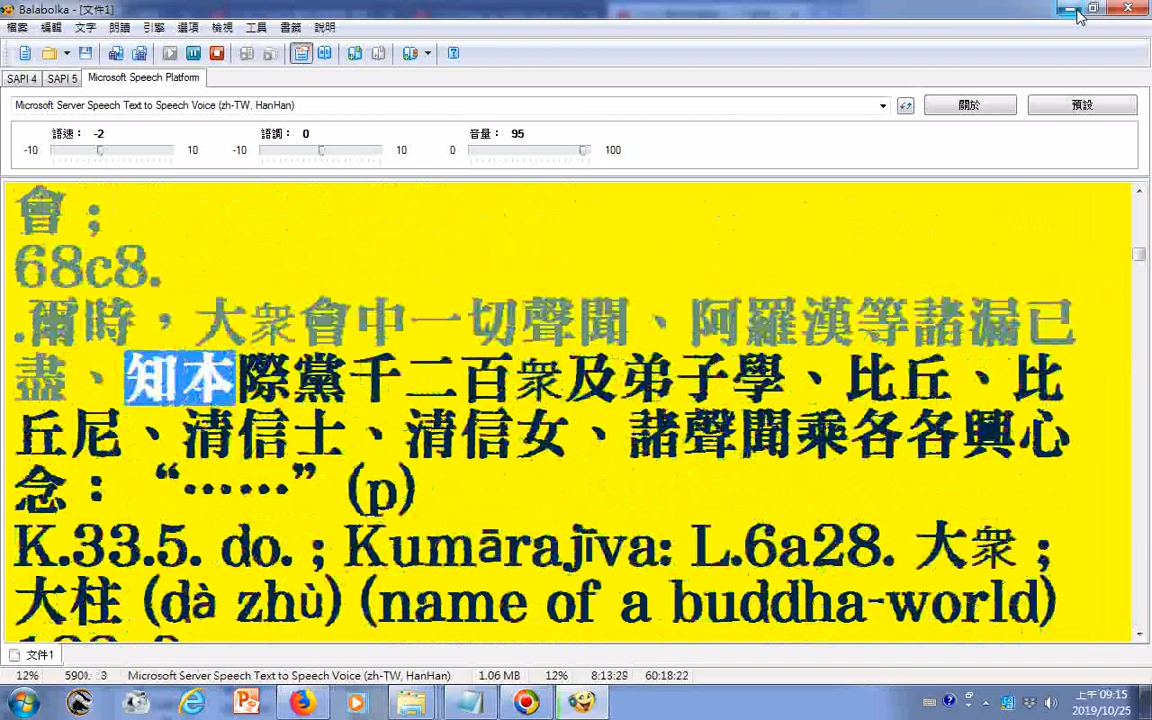 Balabolka - [文件1]
檔案 編輯 文字 朗讀 引擎 選項 檢視 工具 書籤 說明
SAPI 4 SAPI 5 Microsoft Speech Platform
Microsoft Server Speech Text to Speech Voice (zh-TW, HanHan) 關於 預設
語速： -2 語調： 0 音量： 95
-10 10 -10 10 0 100
會；
68c8.
.爾時，大衆會中一切聲聞、阿羅漢等諸漏已
盡、知本際黨千二百衆及弟子學、比丘、比
丘尼、清信士、清信女、諸聲聞乘各各興心
念：“……” (p)
K.33.5. do. ; Kumārajīva: L.6a28. 大衆；
大柱 (dà zhù) (name of a buddha-world)
文件1
12% Microsoft Server Speech Text to Speech Voice (zh-TW, HanHan) 1.06 MB 12% 8:13:28 60:18:22
上午 09:15
2019/10/25